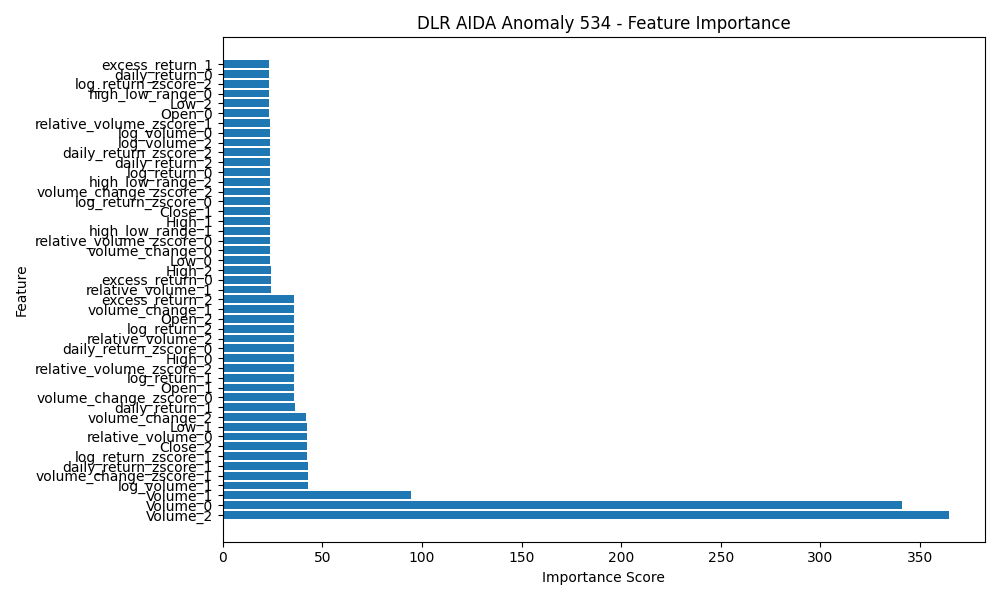 DLR AIDA Anomaly 534 - Feature Importance
excess_return_1
daily_return_0
log_return_zscore_2
high_low_range_0
Low_2
Open_0
relative_volume_zscore_1
log_volume_0
log_volume_2
daily_return_zscore_2
daily_return_2
log_return_0
high_low_range_2
volume_change_zscore_2
log_return_zscore_0
Close_1
High_1
high_low_range_1
relative_volume_zscore_0
volume_change_0
Low_0
High_2
excess_return_0
relative_volume_1
excess_return_2
volume_change_1
Open_2
log_return_2
relative_volume_2
daily_return_zscore_0
High_0
relative_volume_zscore_2
log_return_1
Open_1
volume_change_zscore_0
daily_return_1
volume_change_2
Low_1
relative_volume_0
Close_2
log_return_zscore_1
daily_return_zscore_1
volume_change_zscore_1
log_volume_1
Volume_1
Volume_0
Volume_2
Feature
0 50 100 150 200 250 300 350
Importance Score